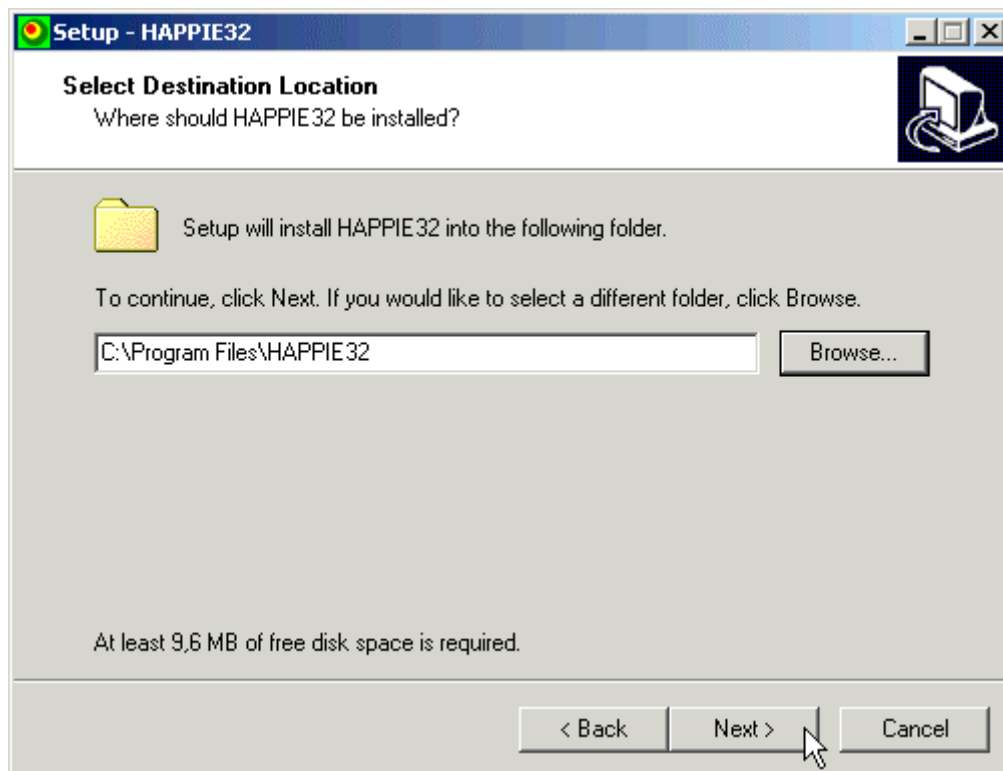 Setup - HAPPIE32
Select Destination Location
Where should HAPPIE32 be installed?
Setup will install HAPPIE32 into the following folder.
To continue, click Next. If you would like to select a different folder, click Browse.
C:\Program Files\HAPPIE32
Browse...
At least 9,6 MB of free disk space is required.
< Back
Next >
Cancel